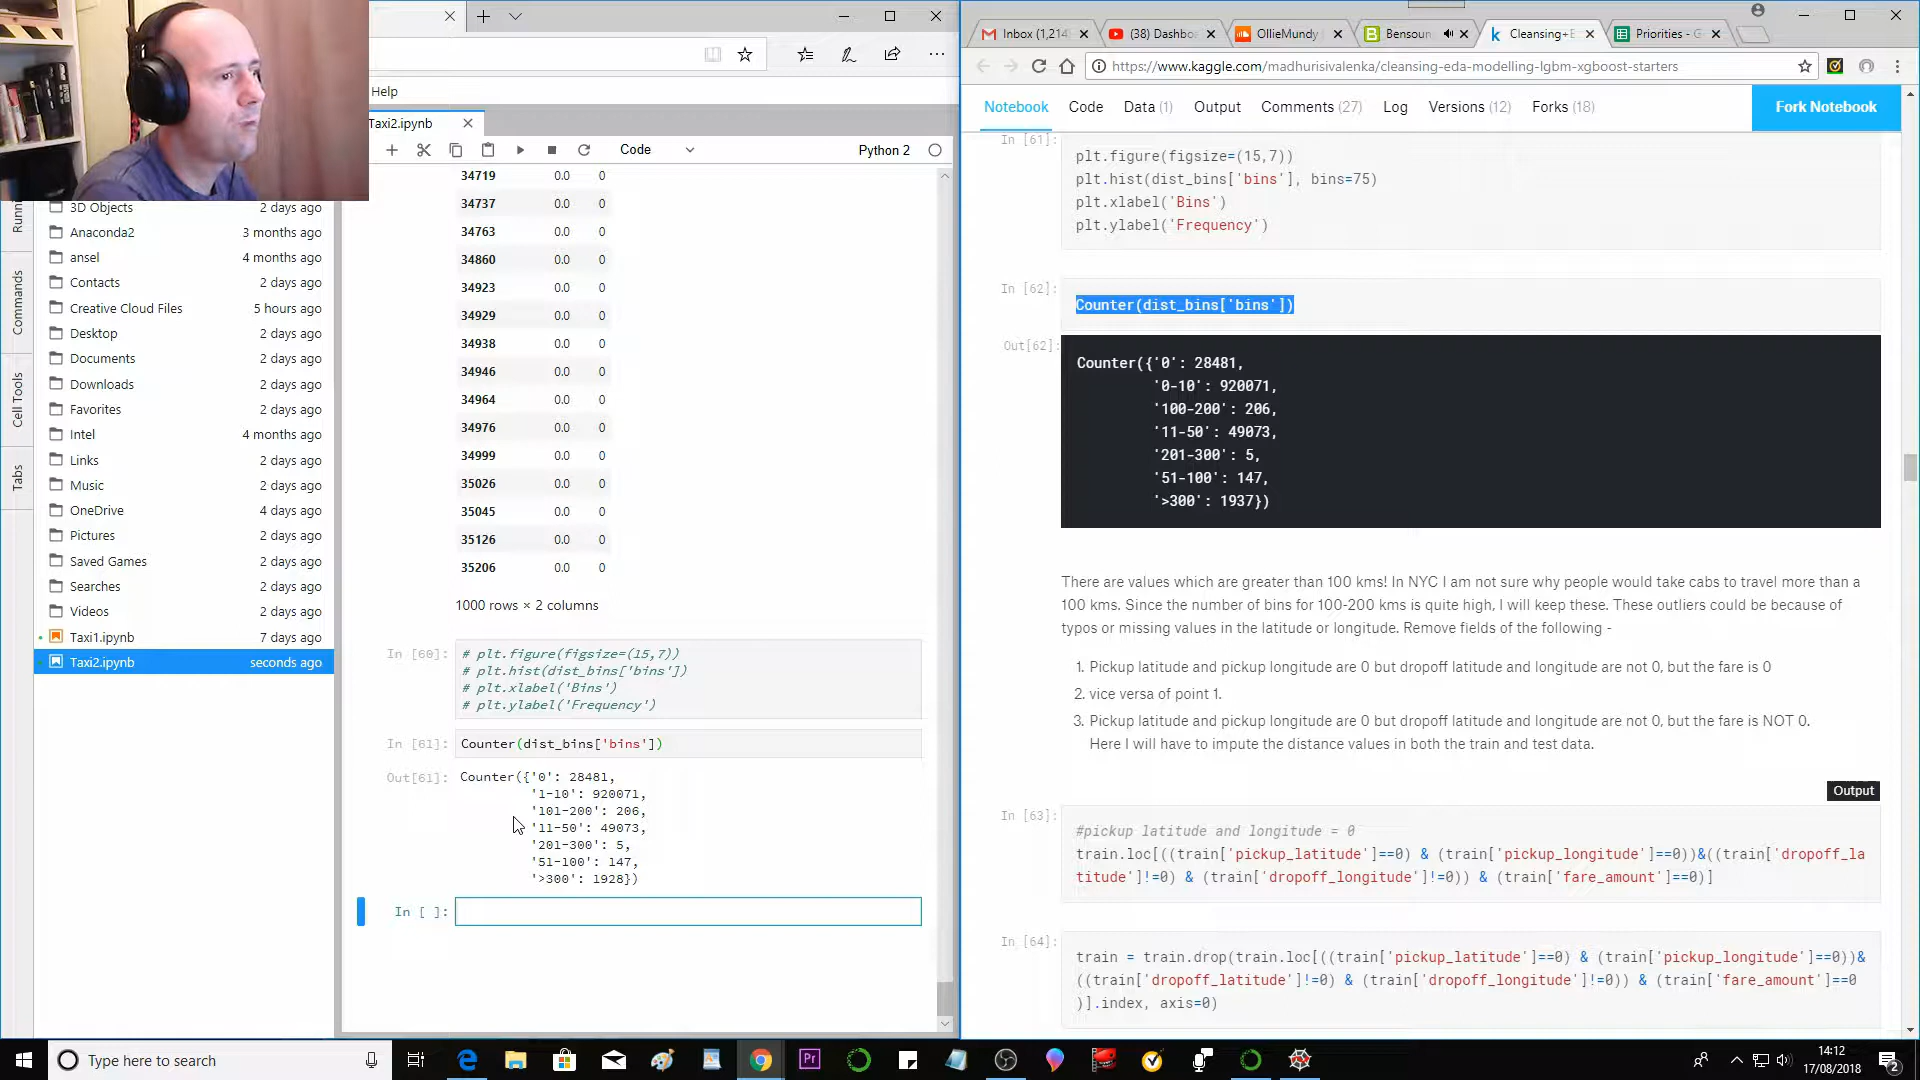 Help
Taxi2.ipynb
Code
Python 2
Running
Commands
Cell Tools
Tabs
3D Objects 2 days ago
Anaconda2 3 months ago
ansel 4 months ago
Contacts 2 days ago
Creative Cloud Files 5 hours ago
Desktop 2 days ago
Documents 2 days ago
Downloads 2 days ago
Favorites 2 days ago
Intel 4 months ago
Links 2 days ago
Music 2 days ago
OneDrive 4 days ago
Pictures 2 days ago
Saved Games 2 days ago
Searches 2 days ago
Videos 2 days ago
Taxi1.ipynb 7 days ago
Taxi2.ipynb seconds ago
34719 0.0 0
34737 0.0 0
34763 0.0 0
34860 0.0 0
34923 0.0 0
34929 0.0 0
34938 0.0 0
34946 0.0 0
34964 0.0 0
34976 0.0 0
34999 0.0 0
35026 0.0 0
35045 0.0 0
35126 0.0 0
35206 0.0 0
1000 rows × 2 columns
In [60]: # plt.figure(figsize=(15,7))
# plt.hist(dist_bins['bins'])
# plt.xlabel('Bins')
# plt.ylabel('Frequency')
In [61]: Counter(dist_bins['bins'])
Out[61]: Counter({'0': 28481,
'1-10': 920071,
'101-200': 206,
'11-50': 49073,
'201-300': 5,
'51-100': 147,
'>300': 1928})
In [ ]:
Inbox (1,214 (38) Dashbo OllieMundy Bensoun Cleansing+E Priorities - G
https://www.kaggle.com/madhurisivalenka/cleansing-eda-modelling-lgbm-xgboost-starters
Notebook Code Data (1) Output Comments (27) Log Versions (12) Forks (18) Fork Notebook
In [61]:
plt.figure(figsize=(15,7))
plt.hist(dist_bins['bins'], bins=75)
plt.xlabel('Bins')
plt.ylabel('Frequency')
In [62]:
Counter(dist_bins['bins'])
Out[62]:
Counter({'0': 28481,
'0-10': 920071,
'100-200': 206,
'11-50': 49073,
'201-300': 5,
'51-100': 147,
'>300': 1937})
There are values which are greater than 100 kms! In NYC I am not sure why people would take cabs to travel more than a
100 kms. Since the number of bins for 100-200 kms is quite high, I will keep these. These outliers could be because of
typos or missing values in the latitude or longitude. Remove fields of the following -
1. Pickup latitude and pickup longitude are 0 but dropoff latitude and longitude are not 0, but the fare is 0
2. vice versa of point 1.
3. Pickup latitude and pickup longitude are 0 but dropoff latitude and longitude are not 0, but the fare is NOT 0.
Here I will have to impute the distance values in both the train and test data.
Output
In [63]:
#pickup latitude and longitude = 0
train.loc[((train['pickup_latitude']==0) & (train['pickup_longitude']==0))&((train['dropoff_la
titude']!=0) & (train['dropoff_longitude']!=0)) & (train['fare_amount']==0)]
In [64]:
train = train.drop(train.loc[((train['pickup_latitude']==0) & (train['pickup_longitude']==0))&
((train['dropoff_latitude']!=0) & (train['dropoff_longitude']!=0)) & (train['fare_amount']==0
)].index, axis=0)
Type here to search
Pr
14:12
17/08/2018
2